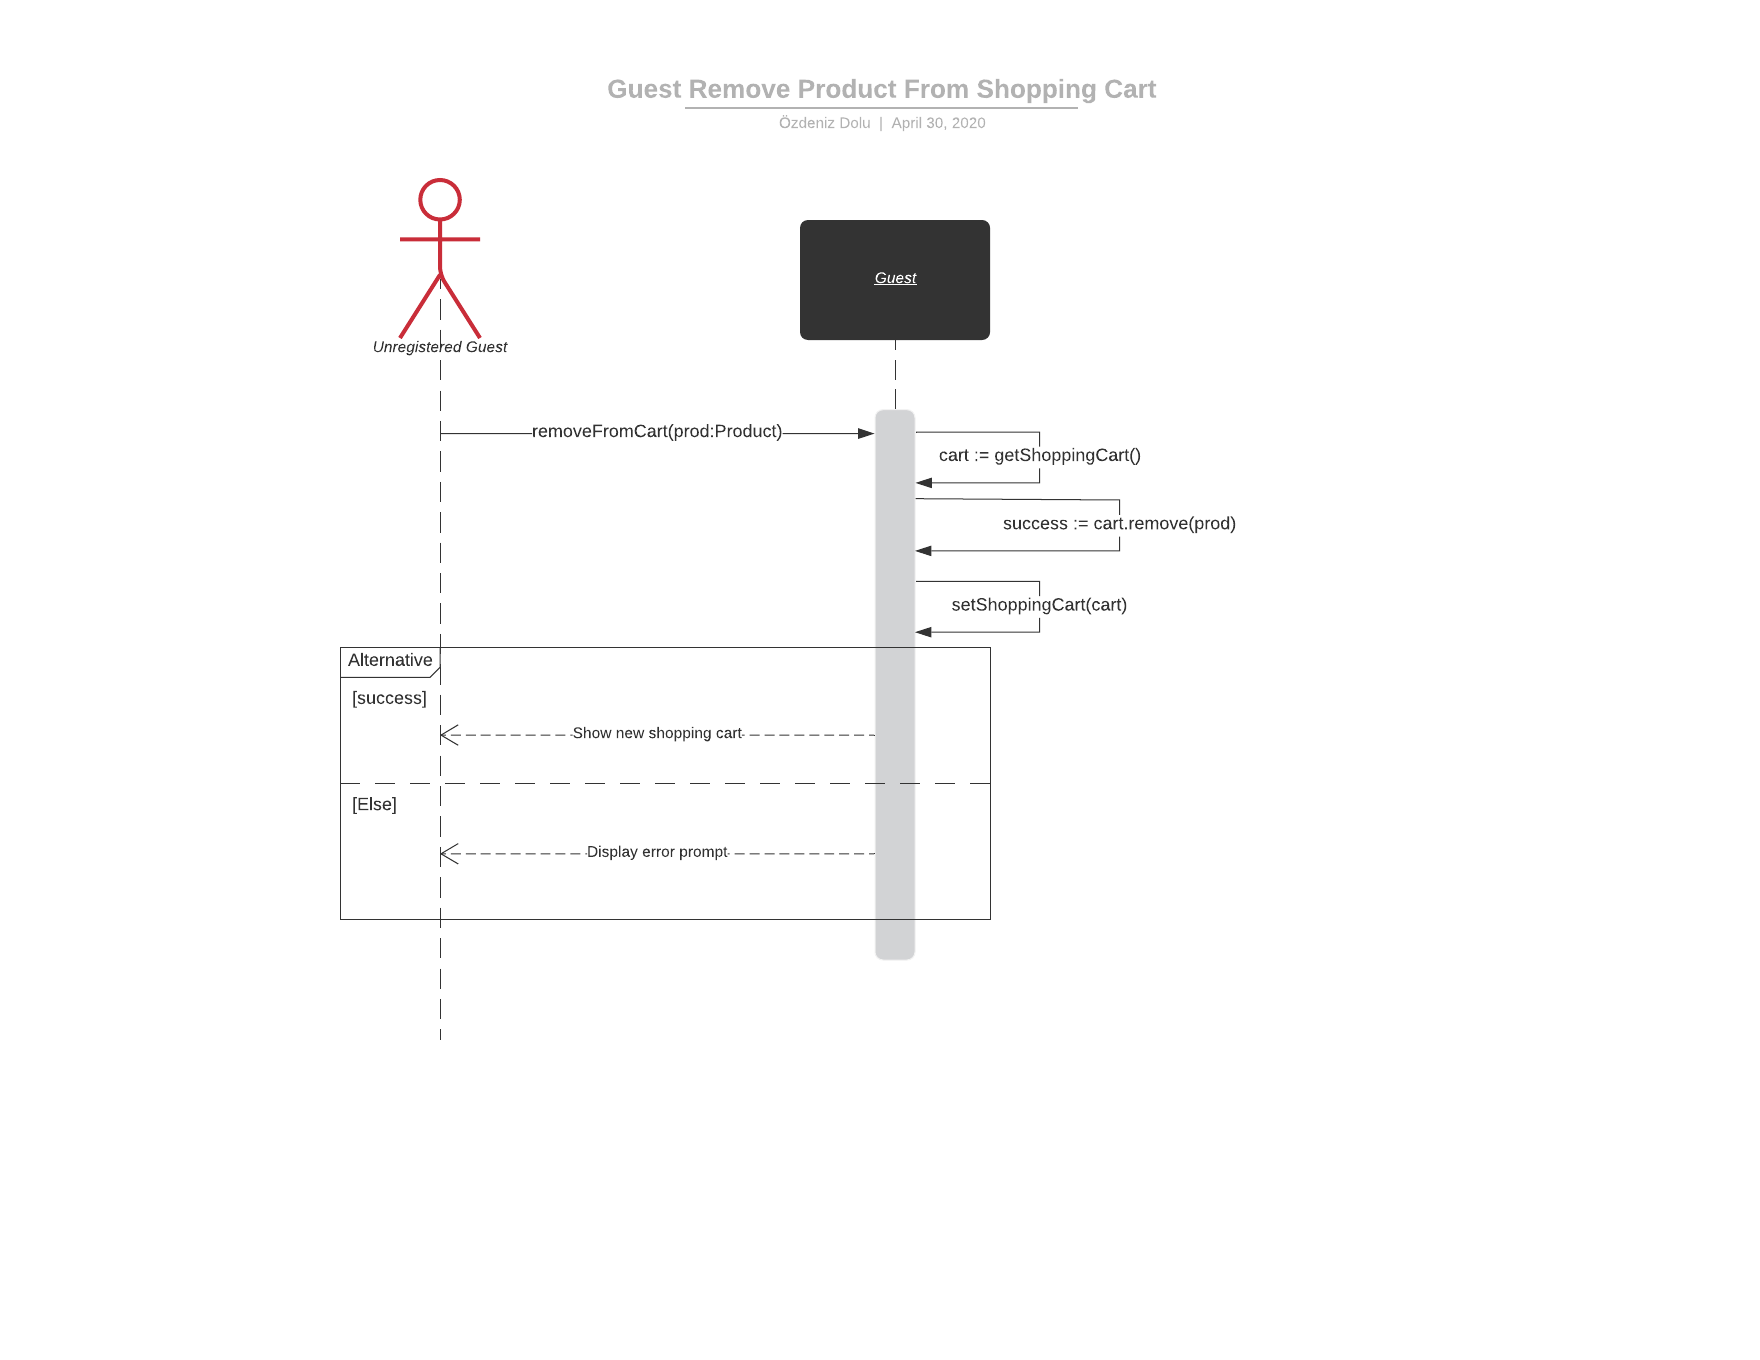 Guest Remove Product From Shopping Cart
Özdeniz Dolu | April 30, 2020
Guest
Unregistered Guest
removeFromCart(prod:Product)
cart := getShoppingCart()
success := cart.remove(prod)
setShoppingCart(cart)
Alternative
[success]
Show new shopping cart
[Else]
Display error prompt